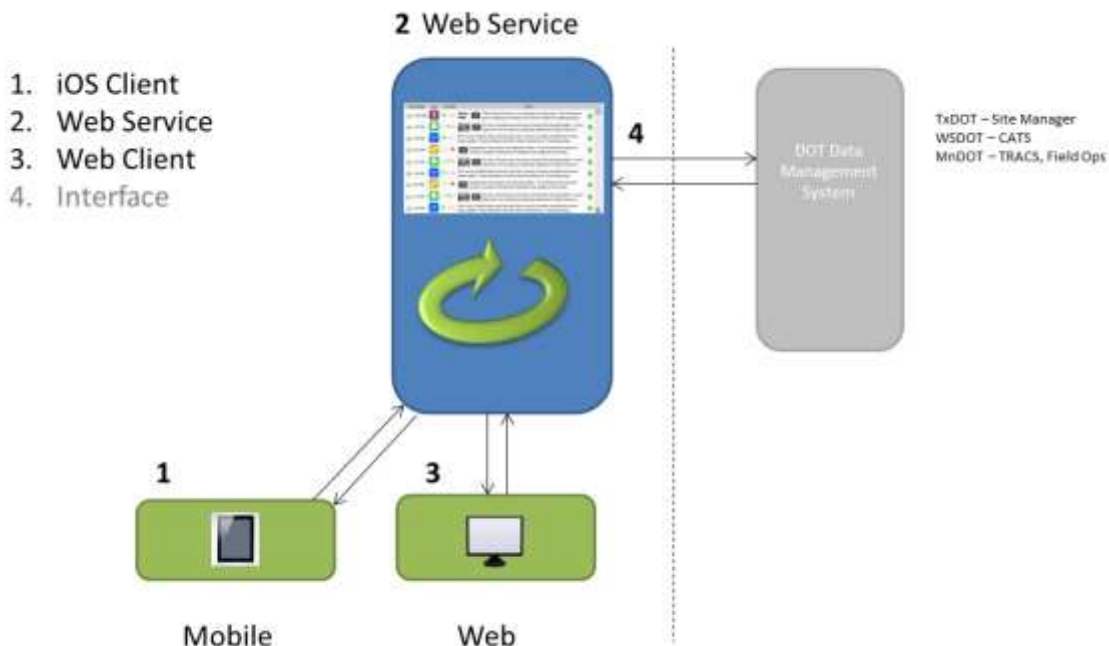 2 Web Service
1. iOS Client
2. Web Service
3. Web Client
4. Interface
4
DOT Data
Management
System
TxDOT – Site Manager
WSDOT – CATS
MnDOT – TRACS, Field Ops
1
3
Mobile
Web